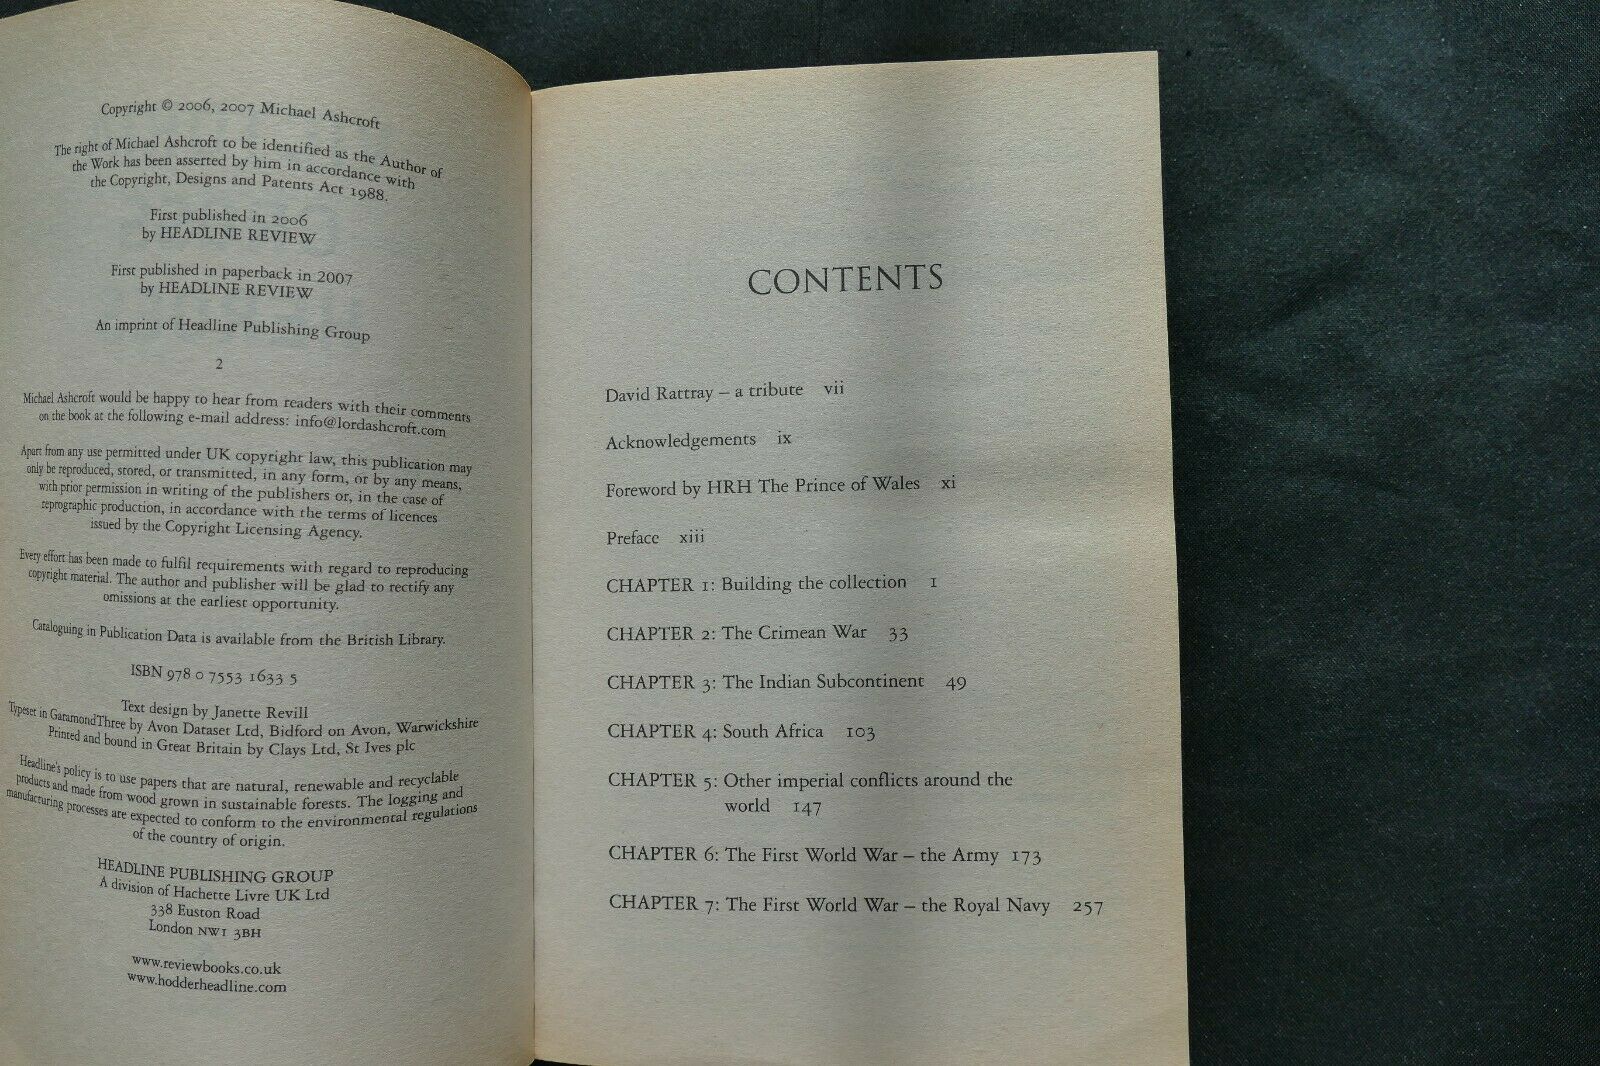 Copyright © 2006, 2007 Michael Ashcroft
The right of Michael Ashcroft to be identified as the Author of
the Work has been asserted by him in accordance with
the Copyright, Designs and Patents Act 1988.
First published in 2006
by HEADLINE REVIEW
First published in paperback in 2007
by HEADLINE REVIEW
An imprint of Headline Publishing Group
2
Michael Ashcroft would be happy to hear from readers with their comments
on the book at the following e-mail address: info@lordashcroft.com
Apart from any use permitted under UK copyright law, this publication may
only be reproduced, stored, or transmitted, in any form, or by any means,
with prior permission in writing of the publishers or, in the case of
reprographic production, in accordance with the terms of licences
issued by the Copyright Licensing Agency.
Every effort has been made to fulfil requirements with regard to reproducing
copyright material. The author and publisher will be glad to rectify any
omissions at the earliest opportunity.
Cataloguing in Publication Data is available from the British Library.
ISBN 978 0 7553 1633 5
Text design by Janette Revill
Typeset in GaramondThree by Avon Dataset Ltd, Bidford on Avon, Warwickshire
Printed and bound in Great Britain by Clays Ltd, St Ives plc
Headline's policy is to use papers that are natural, renewable and recyclable
products and made from wood grown in sustainable forests. The logging and
manufacturing processes are expected to conform to the environmental regulations
of the country of origin.
HEADLINE PUBLISHING GROUP
A division of Hachette Livre UK Ltd
338 Euston Road
London NW1 3BH
www.reviewbooks.co.uk
www.hodderheadline.com
CONTENTS
David Rattray – a tribute vii
Acknowledgements ix
Foreword by HRH The Prince of Wales xi
Preface xiii
CHAPTER 1: Building the collection 1
CHAPTER 2: The Crimean War 33
CHAPTER 3: The Indian Subcontinent 49
CHAPTER 4: South Africa 103
CHAPTER 5: Other imperial conflicts around the
world 147
CHAPTER 6: The First World War – the Army 173
CHAPTER 7: The First World War – the Royal Navy 257